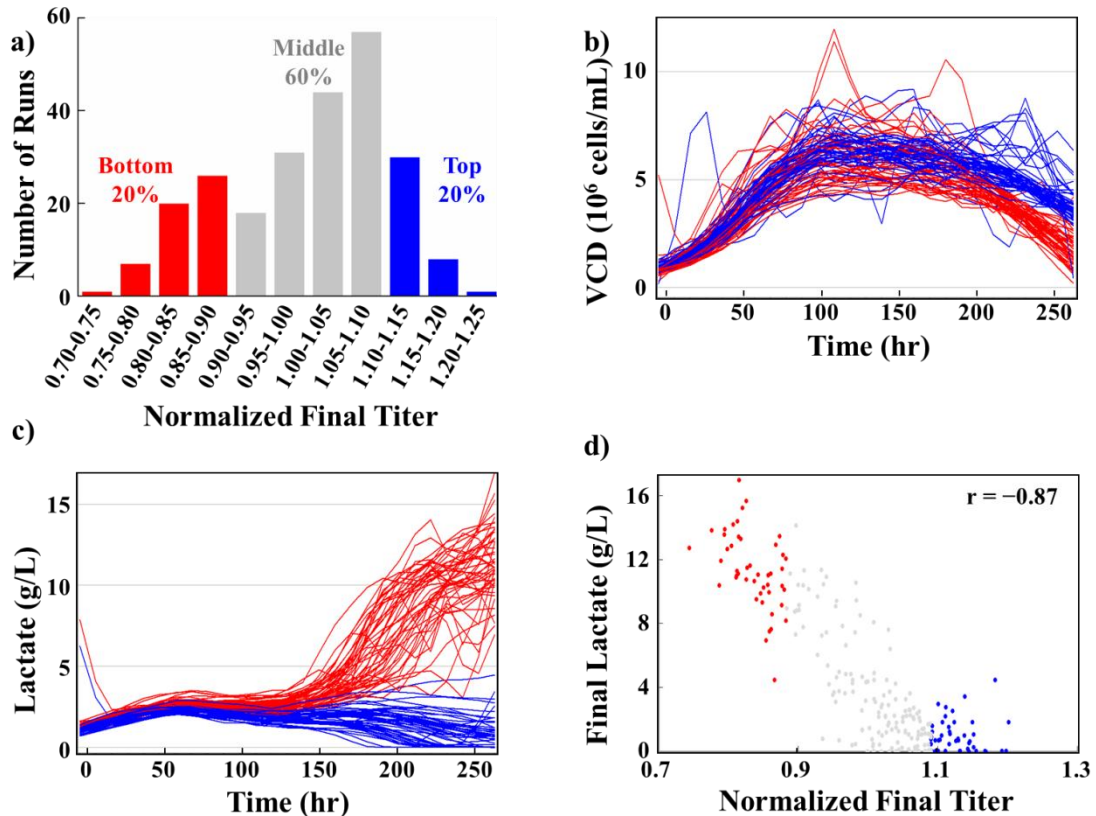 a)
Number of Runs
60
40
20
0
Bottom
20%
Middle
60%
Top
20%
0.70-0.75
0.75-0.80
0.80-0.85
0.85-0.90
0.90-0.95
0.95-1.00
1.00-1.05
1.05-1.10
1.10-1.15
1.15-1.20
1.20-1.25
Normalized Final Titer
b)
VCD (10⁶ cells/mL)
10
5
0
0 50 100 150 200 250
Time (hr)
c)
Lactate (g/L)
15
10
5
0
0 50 100 150 200 250
Time (hr)
d)
Final Lactate (g/L)
16
12
8
4
0
r = −0.87
0.7 0.9 1.1 1.3
Normalized Final Titer